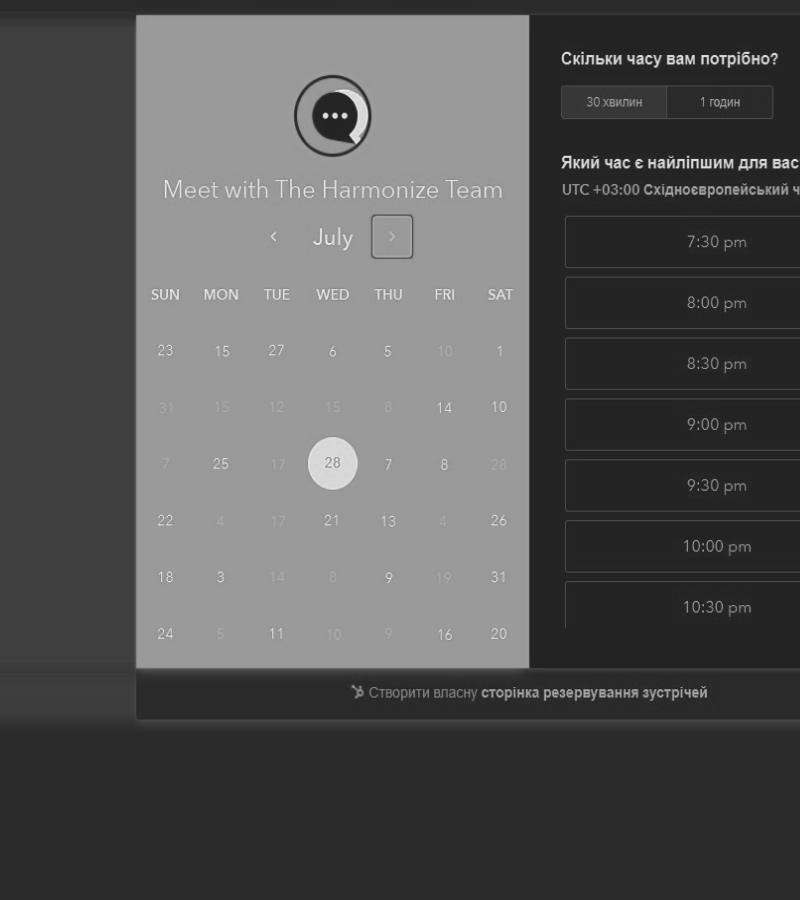 Meet with The Harmonize Team
July
SUN MON TUE WED THU FRI SAT
23 15 27 6 5 10 1
31 15 12 15 8 14 10
7 25 17 28 7 8 28
22 4 17 21 13 4 26
18 3 14 8 9 19 31
24 5 11 10 9 16 20
Скільки часу вам потрібно?
30 хвилин 1 годин
Який час є найліпшим для вас
UTC +03:00 Східноєвропейський ч
7:30 pm
8:00 pm
8:30 pm
9:00 pm
9:30 pm
10:00 pm
10:30 pm
Створити власну сторінка резервування зустрічей